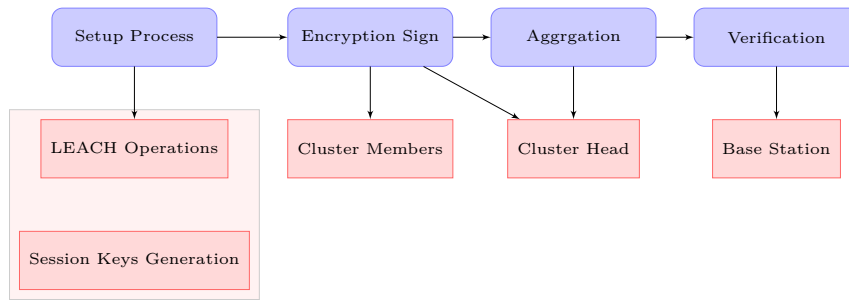 Setup Process
Encryption Sign
Aggrgation
Verification
LEACH Operations
Cluster Members
Cluster Head
Base Station
Session Keys Generation